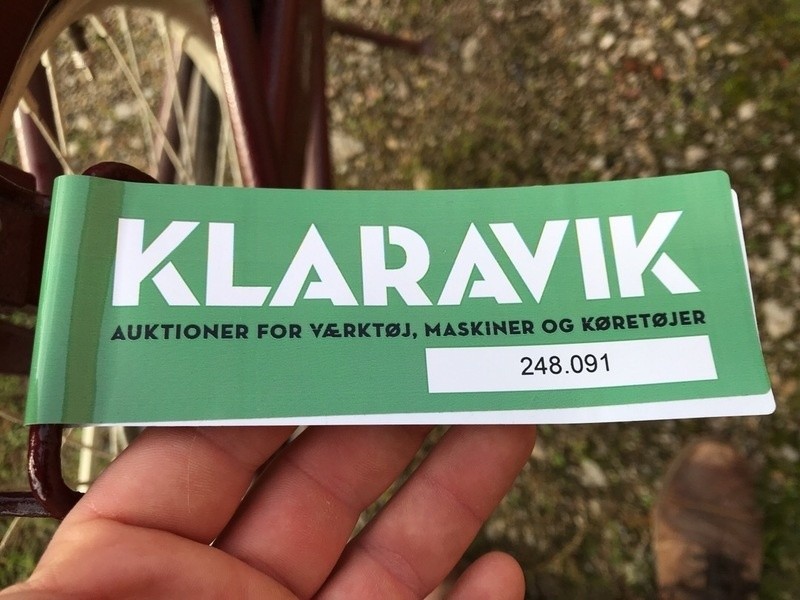 KLARAVIK
AUKTIONER FOR VÆRKTØJ, MASKINER OG KØRETØJER
248.091